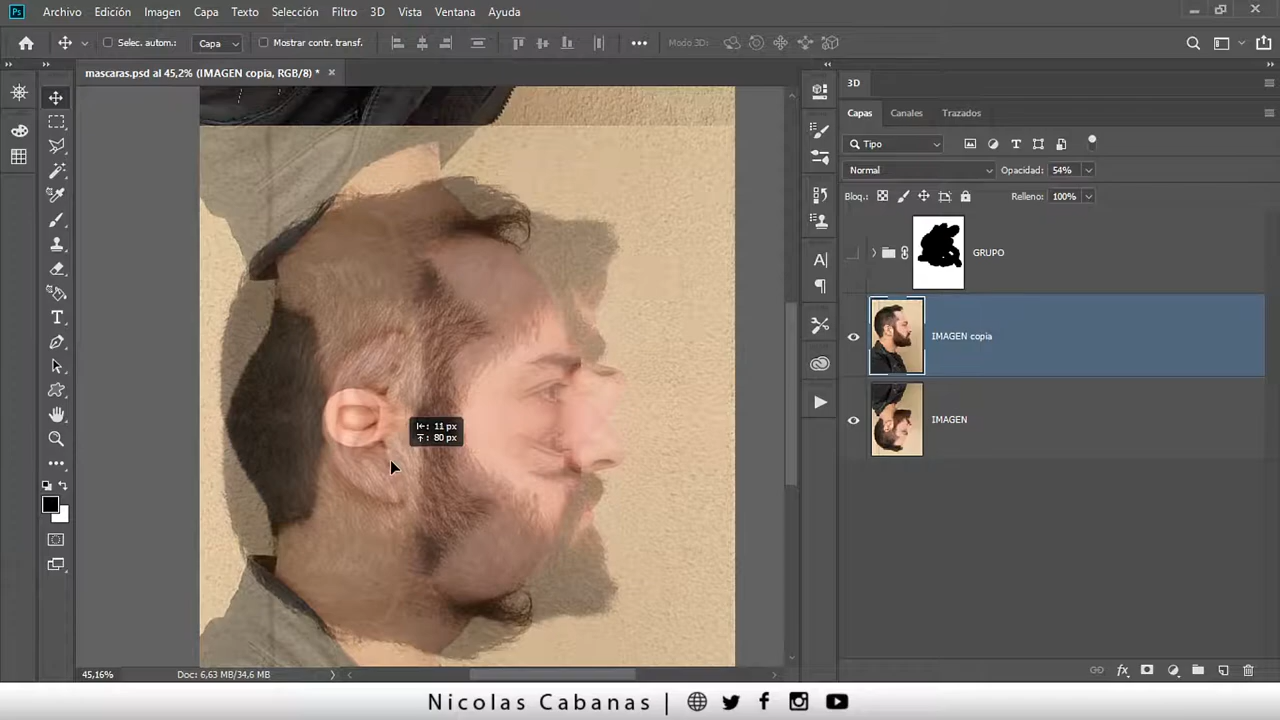 Ps Archivo Edición Imagen Capa Texto Selección Filtro 3D Vista Ventana Ayuda
Selec. autom.: Capa Mostrar contr. transf. Modo 3D:
mascaras.psd al 45,2% (IMAGEN copia, RGB/8) *
3D
Capas Canales Trazados
Tipo
Normal Opacidad: 54%
Bloq.: Relleno: 100%
GRUPO
IMAGEN copia
IMAGEN
11 px
80 px
45,16% Doc: 6,63 MB/34,6 MB
Nicolas Cabanas |